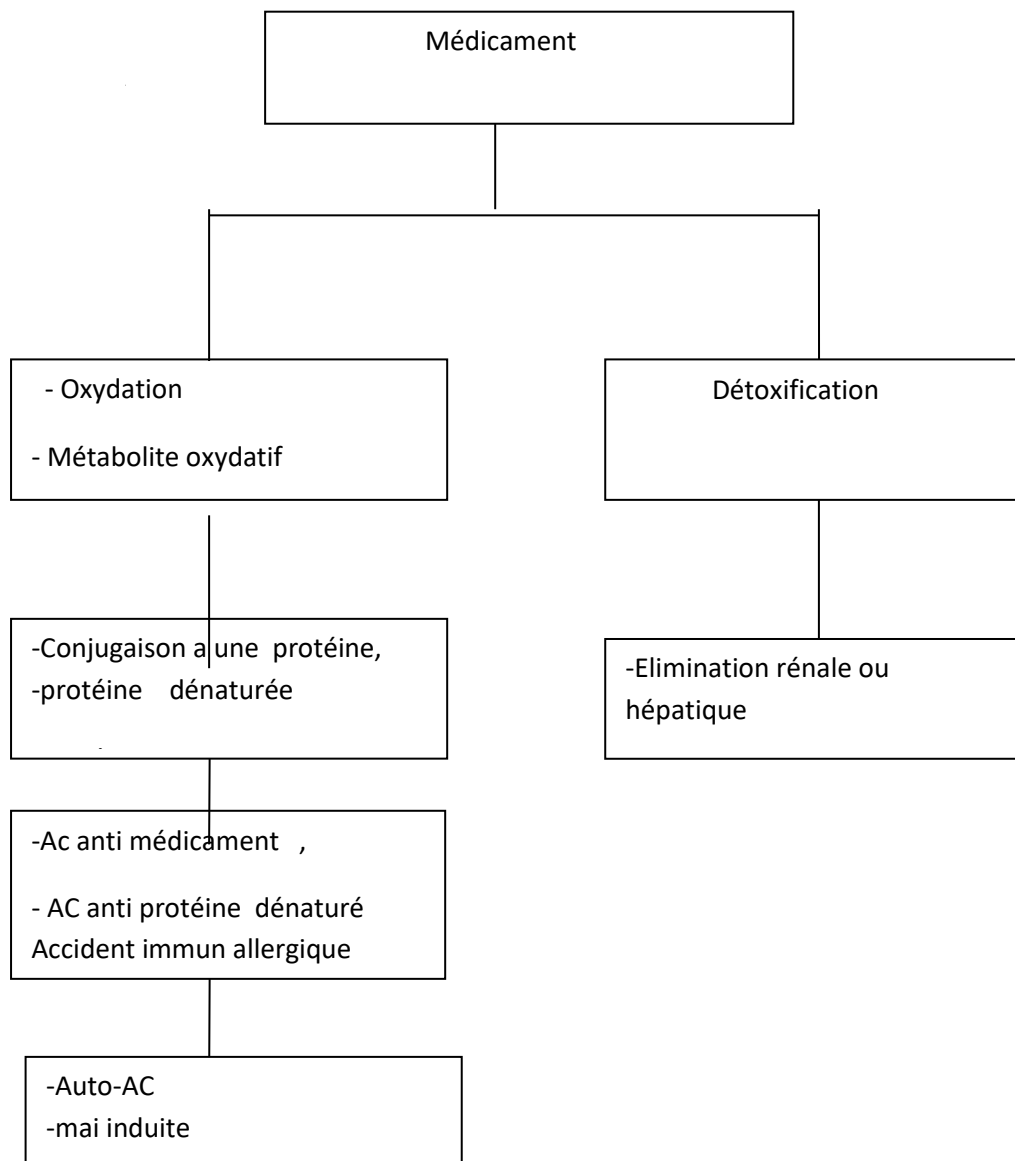 Médicament
- Oxydation
- Métabolite oxydatif
Détoxification
-Conjugaison a une protéine,
-protéine dénaturée
-Elimination rénale ou
hépatique
-Ac anti médicament ,
- AC anti protéine dénaturé
Accident immun allergique
-Auto-AC
-mai induite